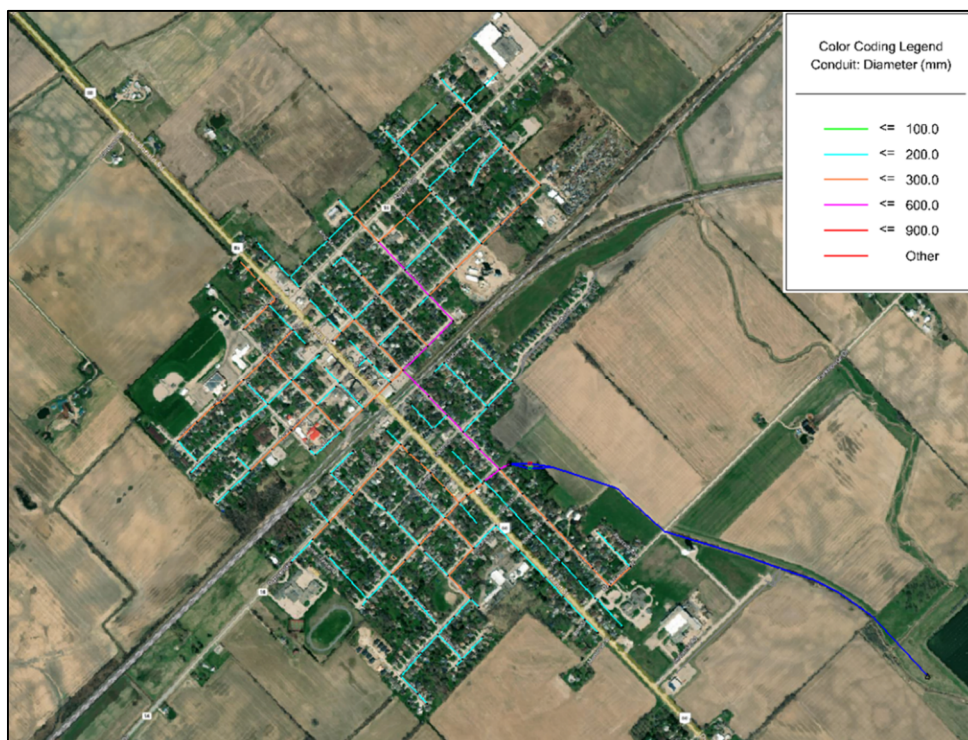 Color Coding Legend
Conduit: Diameter (mm)
<= 100.0
<= 200.0
<= 300.0
<= 600.0
<= 900.0
Other